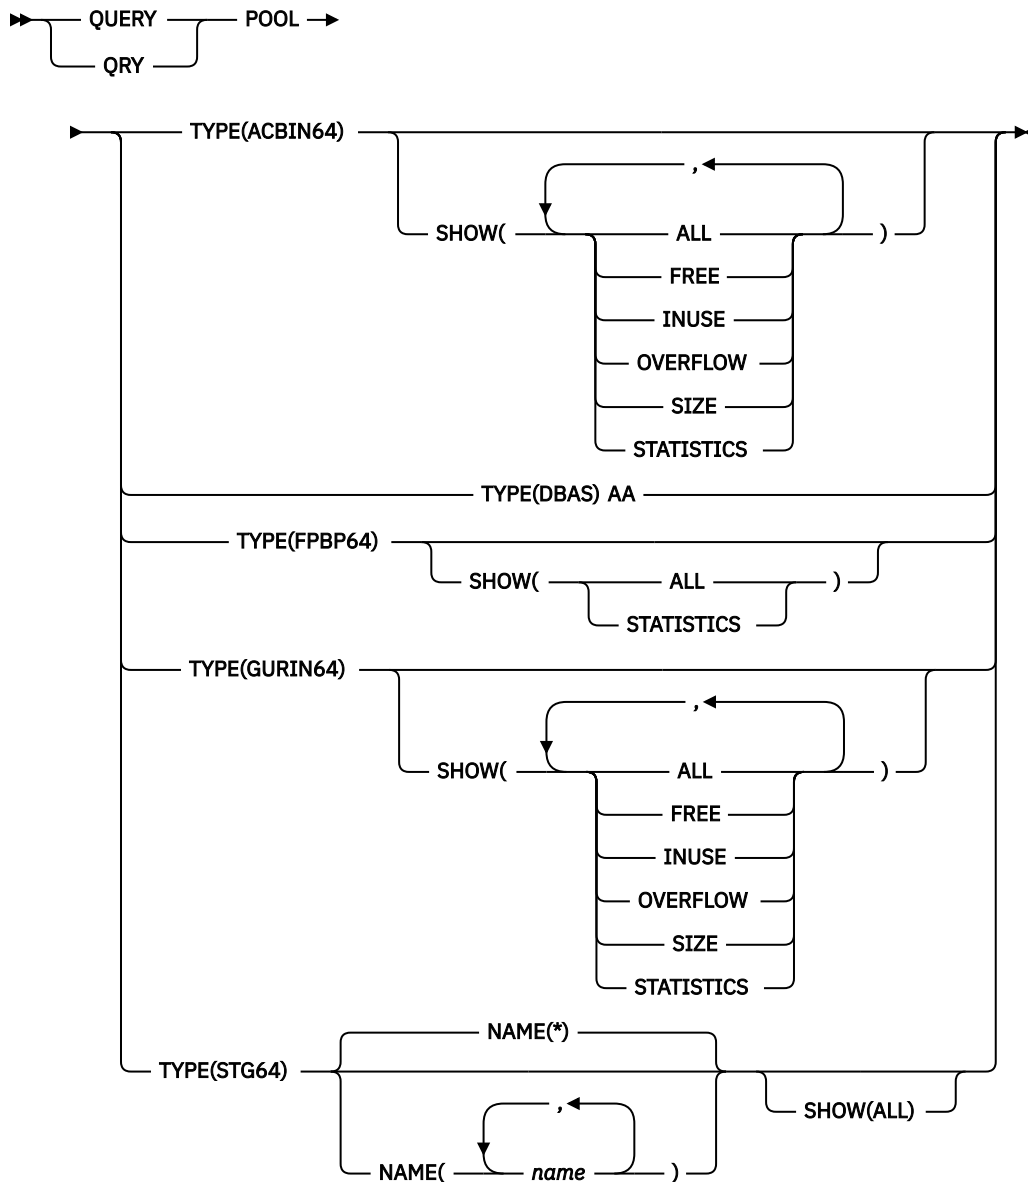 QUERY POOL
QRY
TYPE(ACBIN64)
,
SHOW( ALL )
FREE
INUSE
OVERFLOW
SIZE
STATISTICS
TYPE(DBAS) AA
TYPE(FPBP64)
SHOW( ALL )
STATISTICS
TYPE(GURIN64)
,
SHOW( ALL )
FREE
INUSE
OVERFLOW
SIZE
STATISTICS
NAME(*)
TYPE(STG64)
SHOW(ALL)
,
NAME( name )